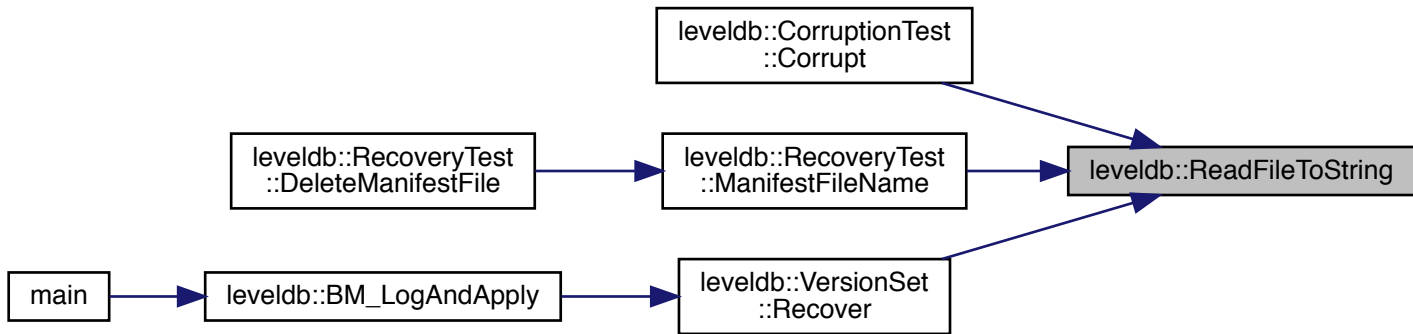 leveldb::CorruptionTest
::Corrupt
leveldb::RecoveryTest
::DeleteManifestFile
leveldb::RecoveryTest
::ManifestFileName
leveldb::ReadFileToString
main
leveldb::BM_LogAndApply
leveldb::VersionSet
::Recover